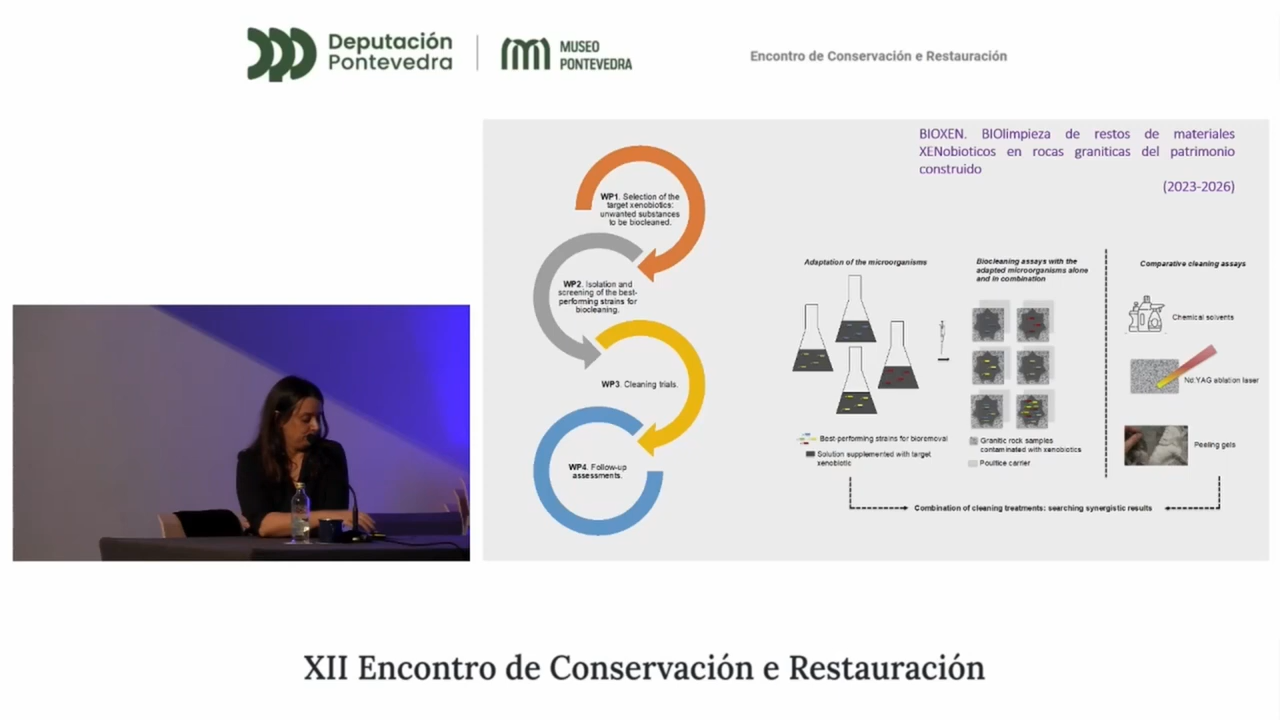 Deputación
Pontevedra
MUSEO
PONTEVEDRA
Encontro de Conservación e Restauración
BIOXEN. BIOlimpieza de restos de materiales
XENobioticos en rocas graniticas del patrimonio
construido
(2023-2026)
WP1. Selection of the
target xenobiotics:
unwanted substances
to be biocleaned.
WP2. Isolation and
screening of the best-
performing strains for
biocleaning.
WP3. Cleaning trials.
WP4. Follow-up
assessments.
Adaptation of the microorganisms
Best-performing strains for bioremoval
Solution supplemented with target
xenobiotic
Biocleaning assays with the
adapted microorganisms alone
and in combination
Granitic rock samples
contaminated with xenobiotics
Poultice carrier
Comparative cleaning assays
Chemical solvents
Nd:YAG ablation laser
Peeling gels
Combination of cleaning treatments: searching synergistic results
XII Encontro de Conservación e Restauración